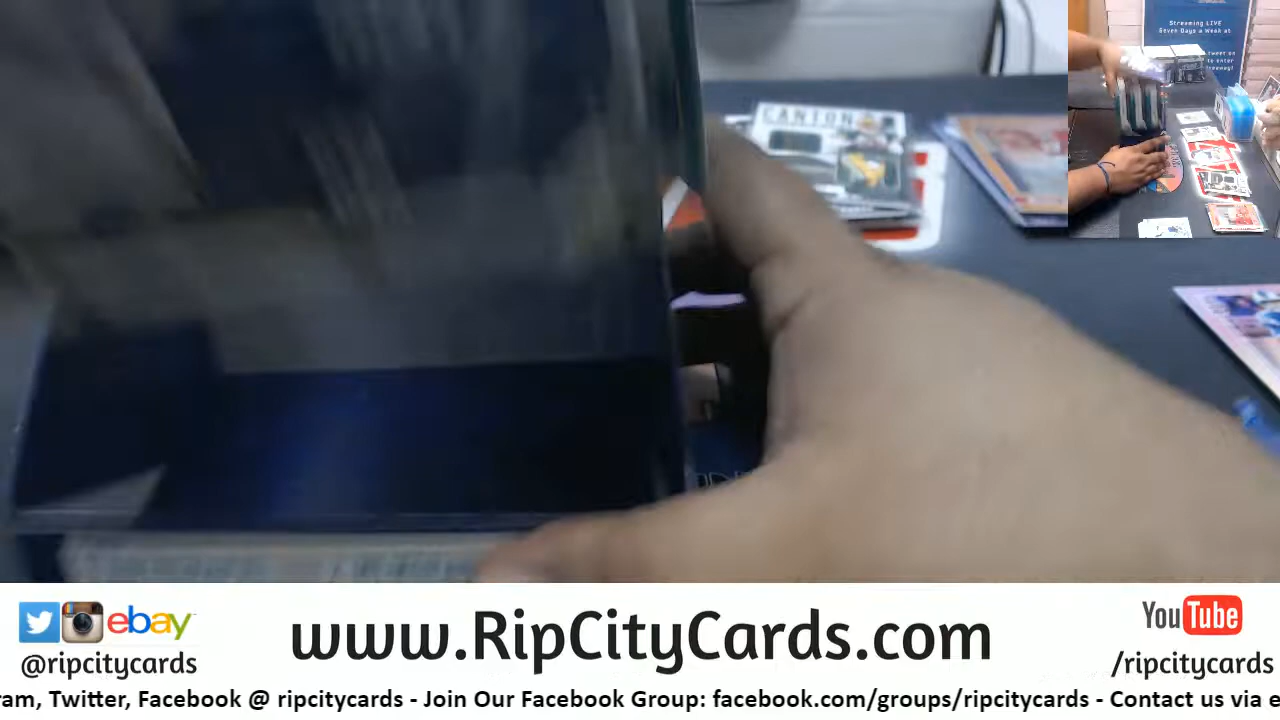 Streaming LIVE
Seven Days a Week at
CANTON
ebay
@ripcitycards
www.RipCityCards.com
YouTube
/ripcitycards
ram, Twitter, Facebook @ ripcitycards - Join Our Facebook Group: facebook.com/groups/ripcitycards - Contact us via e